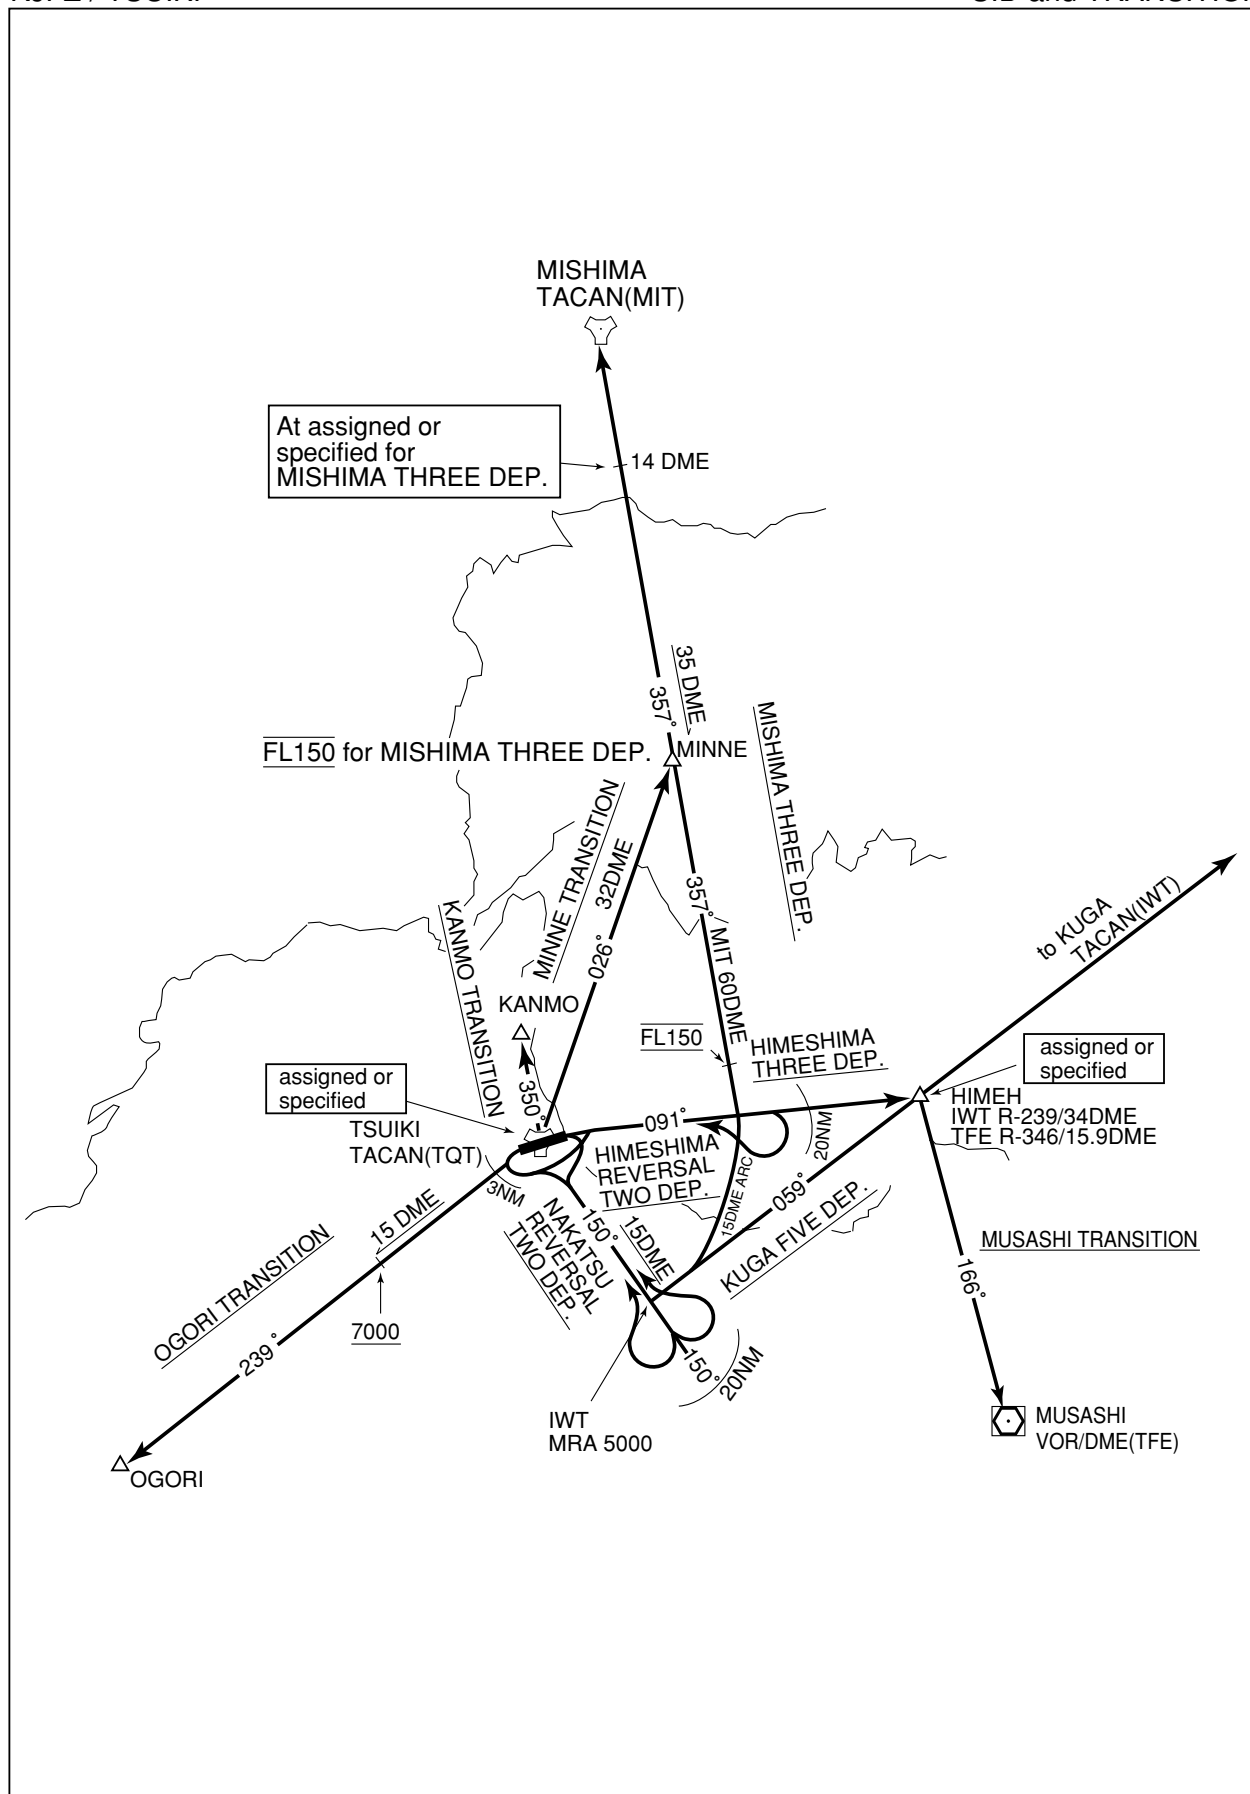 MISHIMA
TACAN(MIT)
At assigned or
specified for
MISHIMA THREE DEP.
14 DME
35 DME
357°
FL150 for MISHIMA THREE DEP.
MINNE
MISHIMA THREE DEP.
MINNE TRANSITION
32DME
026°
357° MIT 60DME
KANMO TRANSITION
KANMO
350°
to KUGA
TACAN(IWT)
FL150
HIMESHIMA
THREE DEP.
assigned or
specified
HIMEH
IWT R-239/34DME
TFE R-346/15.9DME
assigned or
specified
TSUIKI
TACAN(TQT)
091°
20NM
HIMESHIMA
REVERSAL
TWO DEP.
3NM
15DME ARC
059°
KUGA FIVE DEP.
NAKATSU
REVERSAL
TWO DEP.
150°
15DME
15 DME
OGORI TRANSITION
7000
239°
MUSASHI TRANSITION
166°
150°
20NM
IWT
MRA 5000
MUSASHI
VOR/DME(TFE)
OGORI